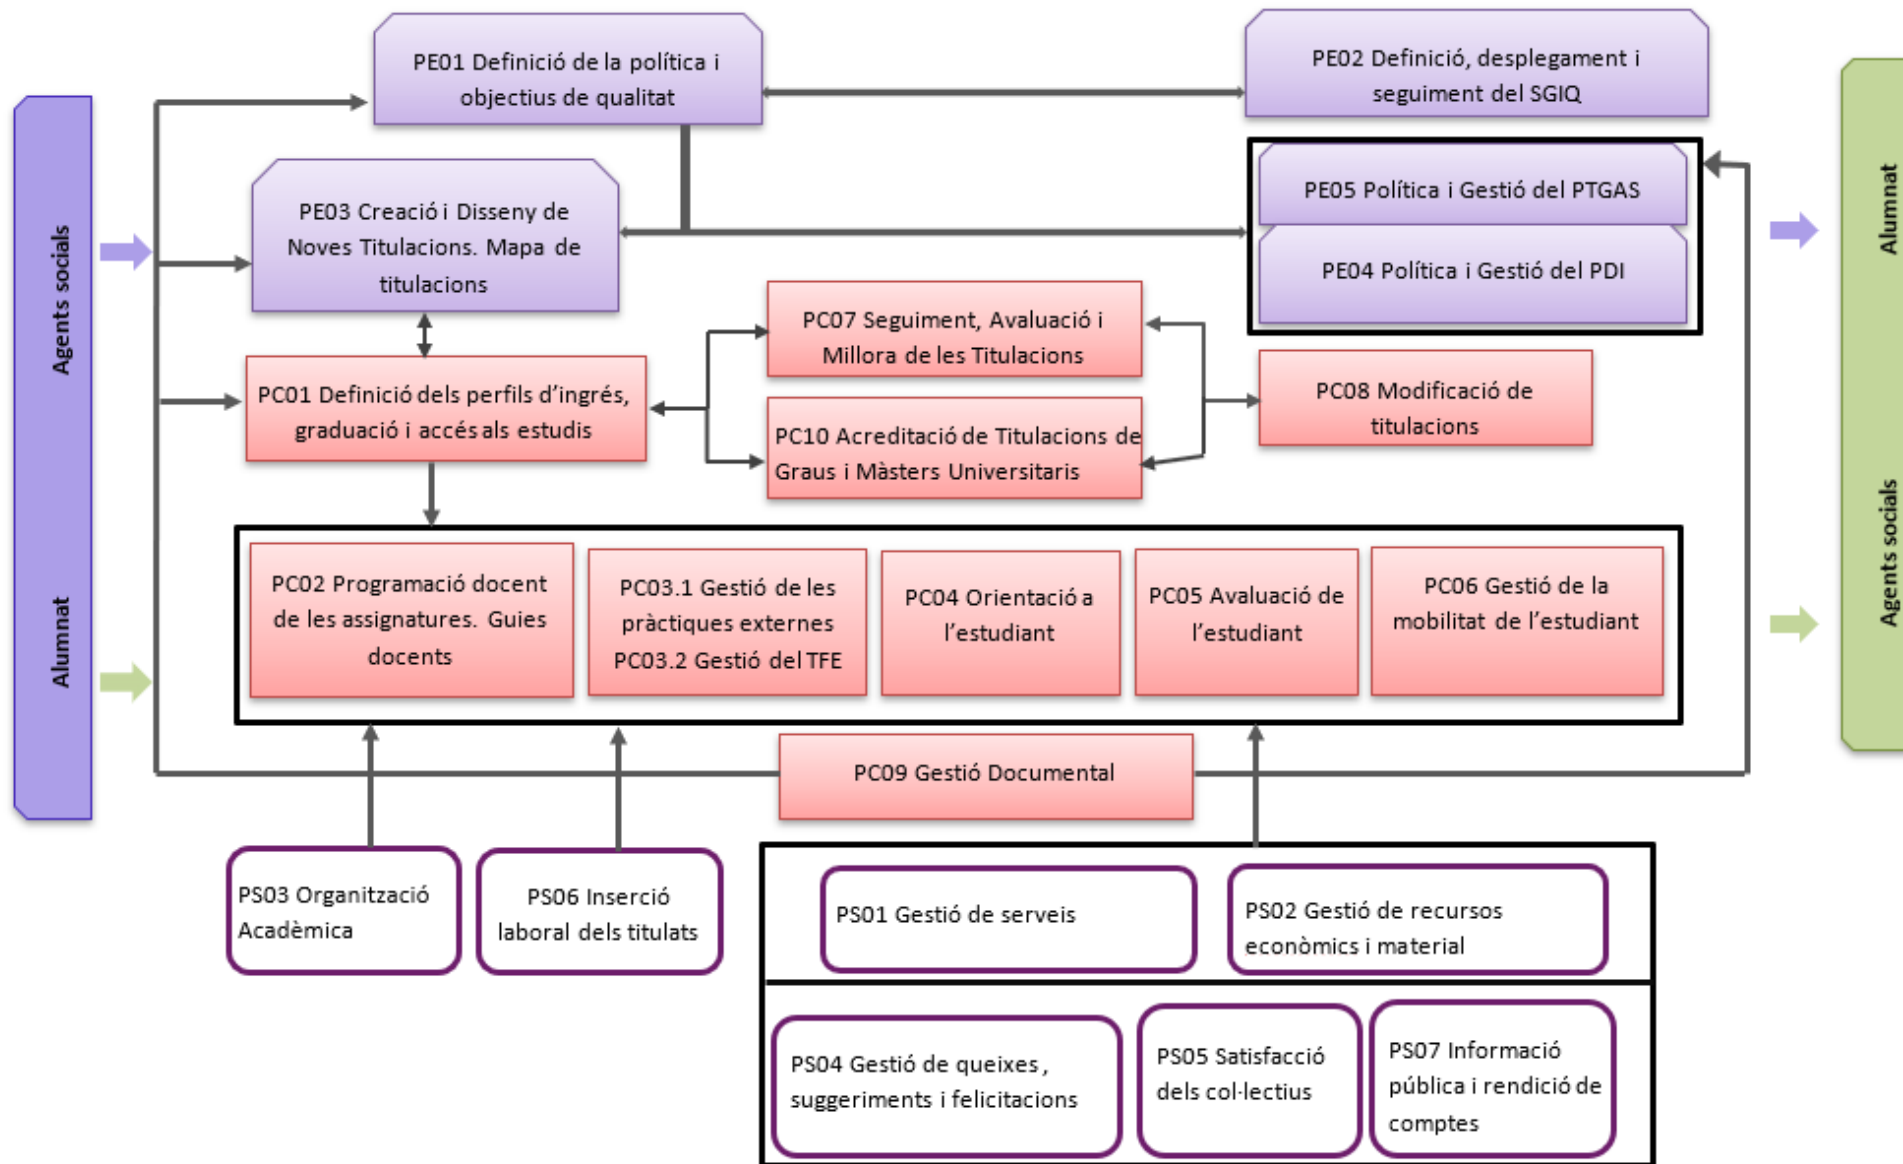 Agents socials
Alumnat
PE01 Definició de la política i
objectius de qualitat
PE02 Definició, desplegament i
seguiment del SGIQ
PE03 Creació i Disseny de
Noves Titulacions. Mapa de
titulacions
PE05 Política i Gestió del PTGAS
PE04 Política i Gestió del PDI
PC07 Seguiment, Avaluació i
Millora de les Titulacions
PC01 Definició dels perfils d’ingrés,
graduació i accés als estudis
PC10 Acreditació de Titulacions de
Graus i Màsters Universitaris
PC08 Modificació de
titulacions
PC02 Programació docent
de les assignatures. Guies
docents
PC03.1 Gestió de les
pràctiques externes
PC03.2 Gestió del TFE
PC04 Orientació a
l’estudiant
PC05 Avaluació de
l’estudiant
PC06 Gestió de la
mobilitat de l’estudiant
PC09 Gestió Documental
PS03 Organització
Acadèmica
PS06 Inserció
laboral dels titulats
PS01 Gestió de serveis
PS02 Gestió de recursos
econòmics i material
PS04 Gestió de queixes,
suggeriments i felicitacions
PS05 Satisfacció
dels col·lectius
PS07 Informació
pública i rendició de
comptes
Alumnat
Agents socials